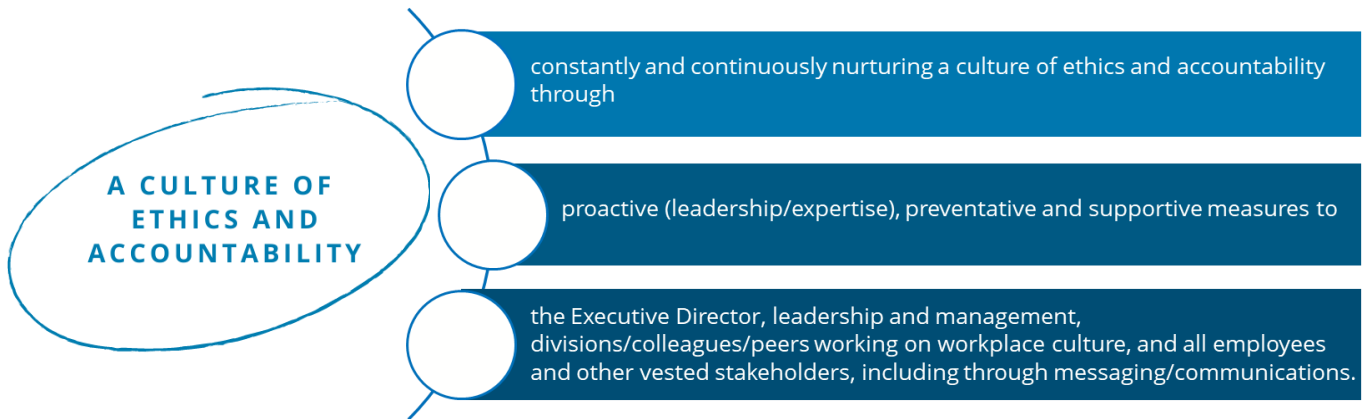 A CULTURE OF
ETHICS AND
ACCOUNTABILITY
constantly and continuously nurturing a culture of ethics and accountability
through
proactive (leadership/expertise), preventative and supportive measures to
the Executive Director, leadership and management,
divisions/colleagues/peers working on workplace culture, and all employees
and other vested stakeholders, including through messaging/communications.